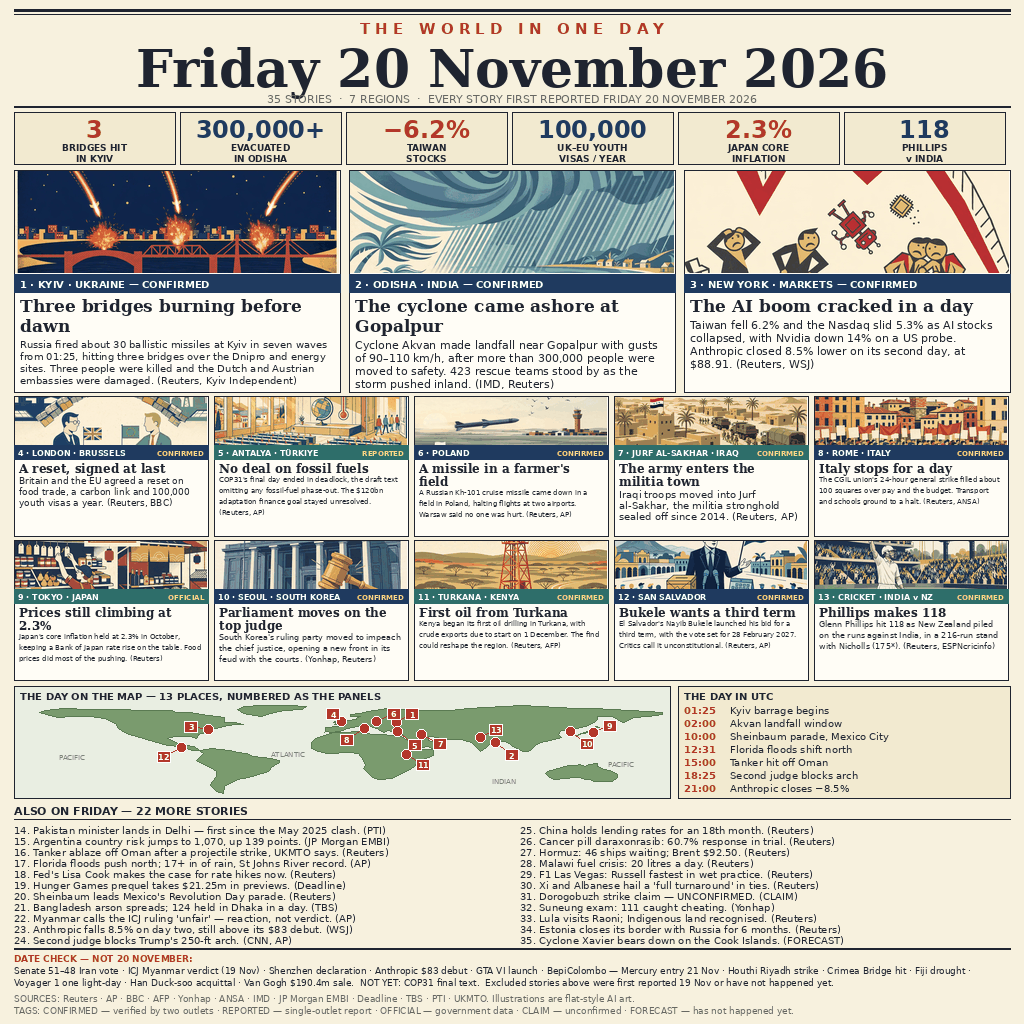 THE WORLD IN ONE DAY
Friday 20 November 2026
35 STORIES · 7 REGIONS · EVERY STORY FIRST REPORTED FRIDAY 20 NOVEMBER 2026
3
BRIDGES HIT
IN KYIV
300,000+
EVACUATED
IN ODISHA
−6.2%
TAIWAN
STOCKS
100,000
UK–EU YOUTH
VISAS / YEAR
2.3%
JAPAN CORE
INFLATION
118
PHILLIPS
v INDIA
1 · KYIV · UKRAINE — CONFIRMED
Three bridges burning before
dawn
Russia fired about 30 ballistic missiles at Kyiv in seven waves
from 01:25, hitting three bridges over the Dnipro and energy
sites. Three people were killed and the Dutch and Austrian
embassies were damaged. (Reuters, Kyiv Independent)
2 · ODISHA · INDIA — CONFIRMED
The cyclone came ashore at
Gopalpur
Cyclone Akvan made landfall near Gopalpur with gusts
of 90–110 km/h, after more than 300,000 people were
moved to safety. 423 rescue teams stood by as the
storm pushed inland. (IMD, Reuters)
3 · NEW YORK · MARKETS — CONFIRMED
The AI boom cracked in a day
Taiwan fell 6.2% and the Nasdaq slid 5.3% as AI stocks
collapsed, with Nvidia down 14% on a US probe.
Anthropic closed 8.5% lower on its second day, at
$88.91. (Reuters, WSJ)
4 · LONDON · BRUSSELS CONFIRMED
A reset, signed at last
Britain and the EU agreed a reset on
food trade, a carbon link and 100,000
youth visas a year. (Reuters, BBC)
5 · ANTALYA · TÜRKIYE REPORTED
No deal on fossil fuels
COP31's final day ended in deadlock, the draft text
omitting any fossil-fuel phase-out. The $120bn
adaptation finance goal stayed unresolved.
(Reuters, AP)
6 · POLAND CONFIRMED
A missile in a farmer's
field
A Russian Kh-101 cruise missile came down in a
field in Poland, halting flights at two airports.
Warsaw said no one was hurt. (Reuters, AP)
7 · JURF AL-SAKHAR · IRAQ CONFIRMED
The army enters the
militia town
Iraqi troops moved into Jurf
al-Sakhar, the militia stronghold
sealed off since 2014. (Reuters, AP)
8 · ROME · ITALY CONFIRMED
Italy stops for a day
The CGIL union's 24-hour general strike filled about
100 squares over pay and the budget. Transport
and schools ground to a halt. (Reuters, ANSA)
9 · TOKYO · JAPAN OFFICIAL
Prices still climbing at
2.3%
Japan's core inflation held at 2.3% in October,
keeping a Bank of Japan rate rise on the table. Food
prices did most of the pushing. (Reuters)
10 · SEOUL · SOUTH KOREA CONFIRMED
Parliament moves on the
top judge
South Korea's ruling party moved to impeach
the chief justice, opening a new front in its
feud with the courts. (Yonhap, Reuters)
11 · TURKANA · KENYA CONFIRMED
First oil from Turkana
Kenya began its first oil drilling in Turkana, with
crude exports due to start on 1 December. The find
could reshape the region. (Reuters, AFP)
12 · SAN SALVADOR CONFIRMED
Bukele wants a third term
El Salvador's Nayib Bukele launched his bid for a
third term, with the vote set for 28 February 2027.
Critics call it unconstitutional. (Reuters, AP)
13 · CRICKET · INDIA v NZ CONFIRMED
Phillips makes 118
Glenn Phillips hit 118 as New Zealand piled
on the runs against India, in a 216-run stand
with Nicholls (175*). (Reuters, ESPNcricinfo)
THE DAY ON THE MAP — 13 PLACES, NUMBERED AS THE PANELS
4
6
1
3
13
9
8
5
7
10
12
2
11
PACIFIC
ATLANTIC
INDIAN
PACIFIC
THE DAY IN UTC
01:25 Kyiv barrage begins
02:00 Akvan landfall window
10:00 Sheinbaum parade, Mexico City
12:31 Florida floods shift north
15:00 Tanker hit off Oman
18:25 Second judge blocks arch
21:00 Anthropic closes −8.5%
ALSO ON FRIDAY — 22 MORE STORIES
14. Pakistan minister lands in Delhi — first since the May 2025 clash. (PTI)
15. Argentina country risk jumps to 1,070, up 139 points. (JP Morgan EMBI)
16. Tanker ablaze off Oman after a projectile strike, UKMTO says. (Reuters)
17. Florida floods push north; 17+ in of rain, St Johns River record. (AP)
18. Fed's Lisa Cook makes the case for rate hikes now. (Reuters)
19. Hunger Games prequel takes $21.25m in previews. (Deadline)
20. Sheinbaum leads Mexico's Revolution Day parade. (Reuters)
21. Bangladesh arson spreads; 124 held in Dhaka in a day. (TBS)
22. Myanmar calls the ICJ ruling 'unfair' — reaction, not verdict. (AP)
23. Anthropic falls 8.5% on day two, still above its $83 debut. (WSJ)
24. Second judge blocks Trump's 250-ft arch. (CNN, AP)
25. China holds lending rates for an 18th month. (Reuters)
26. Cancer pill daraxonrasib: 60.7% response in trial. (Reuters)
27. Hormuz: 46 ships waiting; Brent $92.50. (Reuters)
28. Malawi fuel crisis: 20 litres a day. (Reuters)
29. F1 Las Vegas: Russell fastest in wet practice. (Reuters)
30. Xi and Albanese hail a 'full turnaround' in ties. (Reuters)
31. Dorogobuzh strike claim — UNCONFIRMED. (CLAIM)
32. Suneung exam: 111 caught cheating. (Yonhap)
33. Lula visits Raoni; Indigenous land recognised. (Reuters)
34. Estonia closes its border with Russia for 6 months. (Reuters)
35. Cyclone Xavier bears down on the Cook Islands. (FORECAST)
DATE CHECK — NOT 20 NOVEMBER:
Senate 51–48 Iran vote · ICJ Myanmar verdict (19 Nov) · Shenzhen declaration · Anthropic $83 debut · GTA VI launch · BepiColombo — Mercury entry 21 Nov · Houthi Riyadh strike · Crimea Bridge hit · Fiji drought ·
Voyager 1 one light-day · Han Duck-soo acquittal · Van Gogh $190.4m sale. NOT YET: COP31 final text. Excluded stories above were first reported 19 Nov or have not happened yet.
SOURCES: Reuters · AP · BBC · AFP · Yonhap · ANSA · IMD · JP Morgan EMBI · Deadline · TBS · PTI · UKMTO. Illustrations are flat-style AI art.
TAGS: CONFIRMED — verified by two outlets · REPORTED — single-outlet report · OFFICIAL — government data · CLAIM — unconfirmed · FORECAST — has not happened yet.